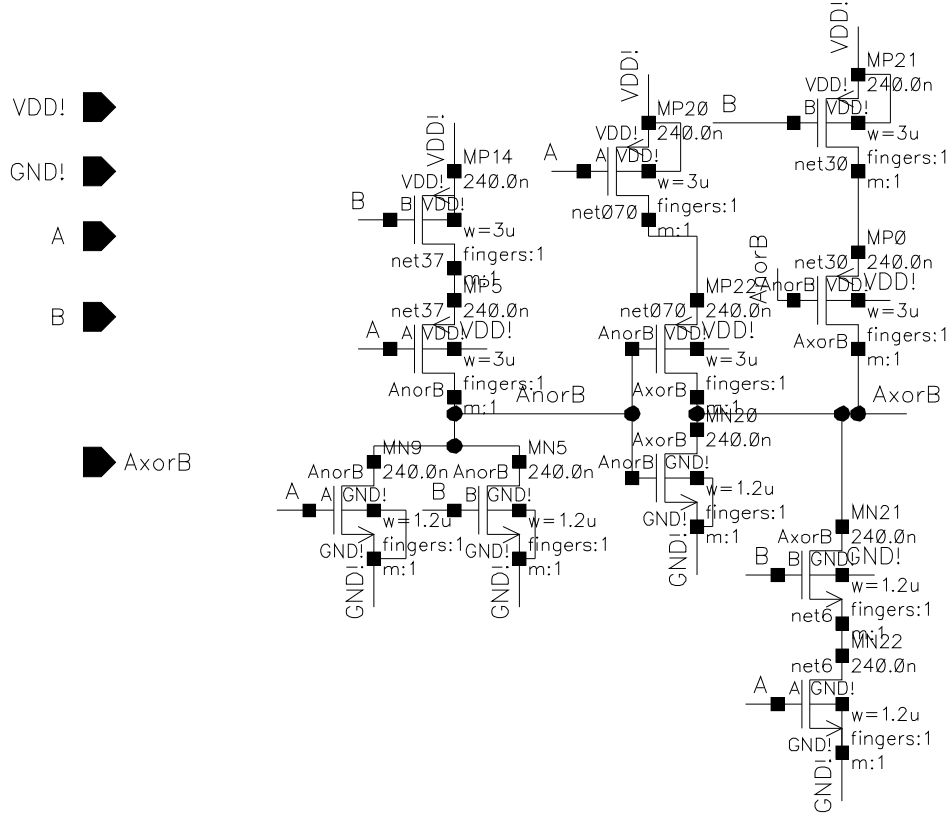 VDD!
GND!
A
B
AxorB
VDD!
MP14
240.0n
VDD!
B
B
VDD!
w=3u
fingers:1
m:1
net37
MP5
240.0n
net37
A
A
VDD!
VDD!
w=3u
fingers:1
m:1
AnorB
AnorB
MN9
240.0n
AnorB
A
A
GND!
w=1.2u
fingers:1
m:1
GND!
GND!
MN5
240.0n
AnorB
B
B
GND!
w=1.2u
fingers:1
m:1
GND!
GND!
VDD!
MP20
240.0n
VDD!
A
A
VDD!
w=3u
fingers:1
m:1
net070
MP22
240.0n
net070
AnorB
VDD!
VDD!
w=3u
fingers:1
m:1
AxorB
MN20
240.0n
AxorB
AnorB
GND!
w=1.2u
fingers:1
m:1
GND!
GND!
VDD!
MP21
240.0n
VDD!
B
B
VDD!
w=3u
fingers:1
m:1
net30
MP0
240.0n
net30
AnorB
AnorB
VDD!
VDD!
w=3u
fingers:1
m:1
AxorB
AxorB
MN21
240.0n
AxorB
B
B
GND!
GND!
w=1.2u
fingers:1
m:1
net6
MN22
240.0n
net6
A
A
GND!
w=1.2u
fingers:1
m:1
GND!
GND!